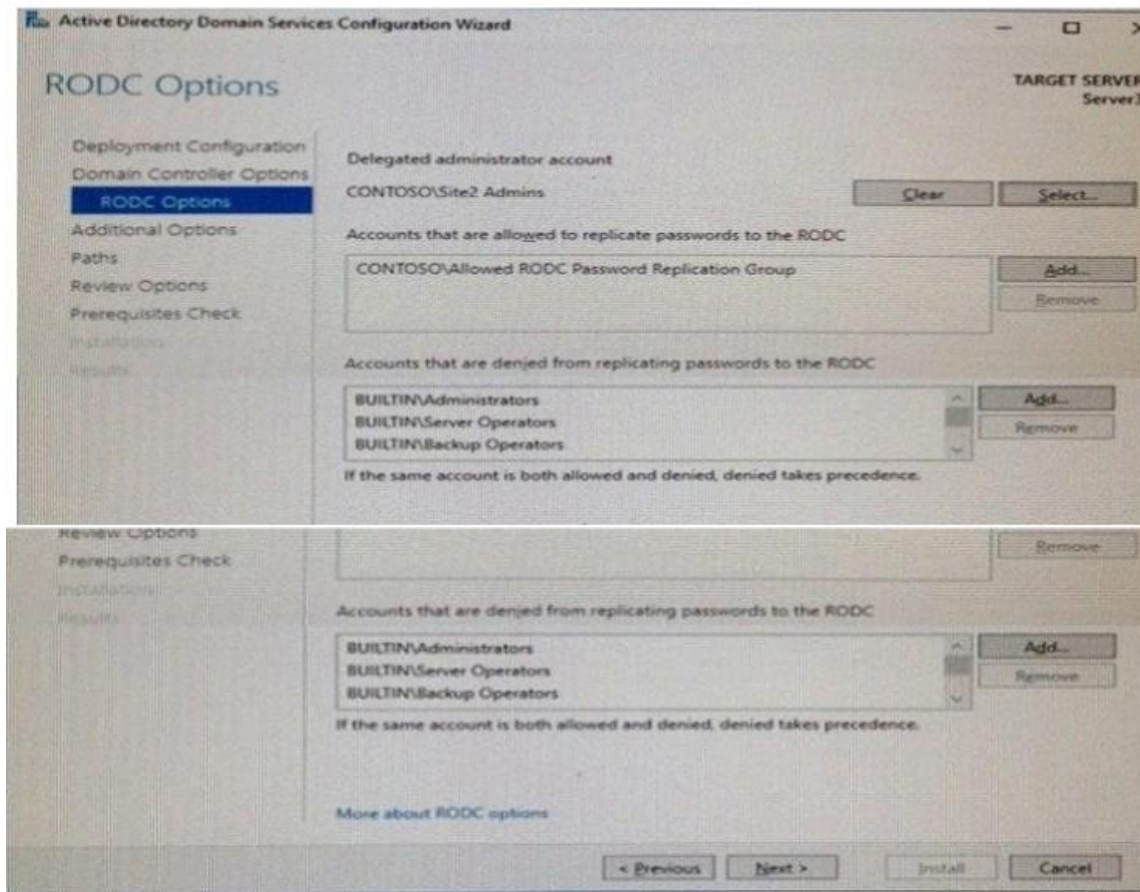 Active Directory Domain Services Configuration Wizard
RODC Options
TARGET SERVER
Deployment Configuration
Domain Controller Options
RODC Options
Additional Options
Paths
Review Options
Prerequisites Check
Installation
Results
Delegated administrator account
CONTOSO\Site2 Admins
Clear
Select...
Accounts that are allowed to replicate passwords to the RODC
CONTOSO\Allowed RODC Password Replication Group
Add...
Remove
Accounts that are denied from replicating passwords to the RODC
BUILTIN\Administrators
BUILTIN\Server Operators
BUILTIN\Backup Operators
Add...
Remove
If the same account is both allowed and denied, denied takes precedence.
Review Options
Prerequisites Check
Installation
Results
Remove
Accounts that are denied from replicating passwords to the RODC
BUILTIN\Administrators
BUILTIN\Server Operators
BUILTIN\Backup Operators
Add...
Remove
If the same account is both allowed and denied, denied takes precedence.
More about RODC options
< Previous
Next >
Install
Cancel